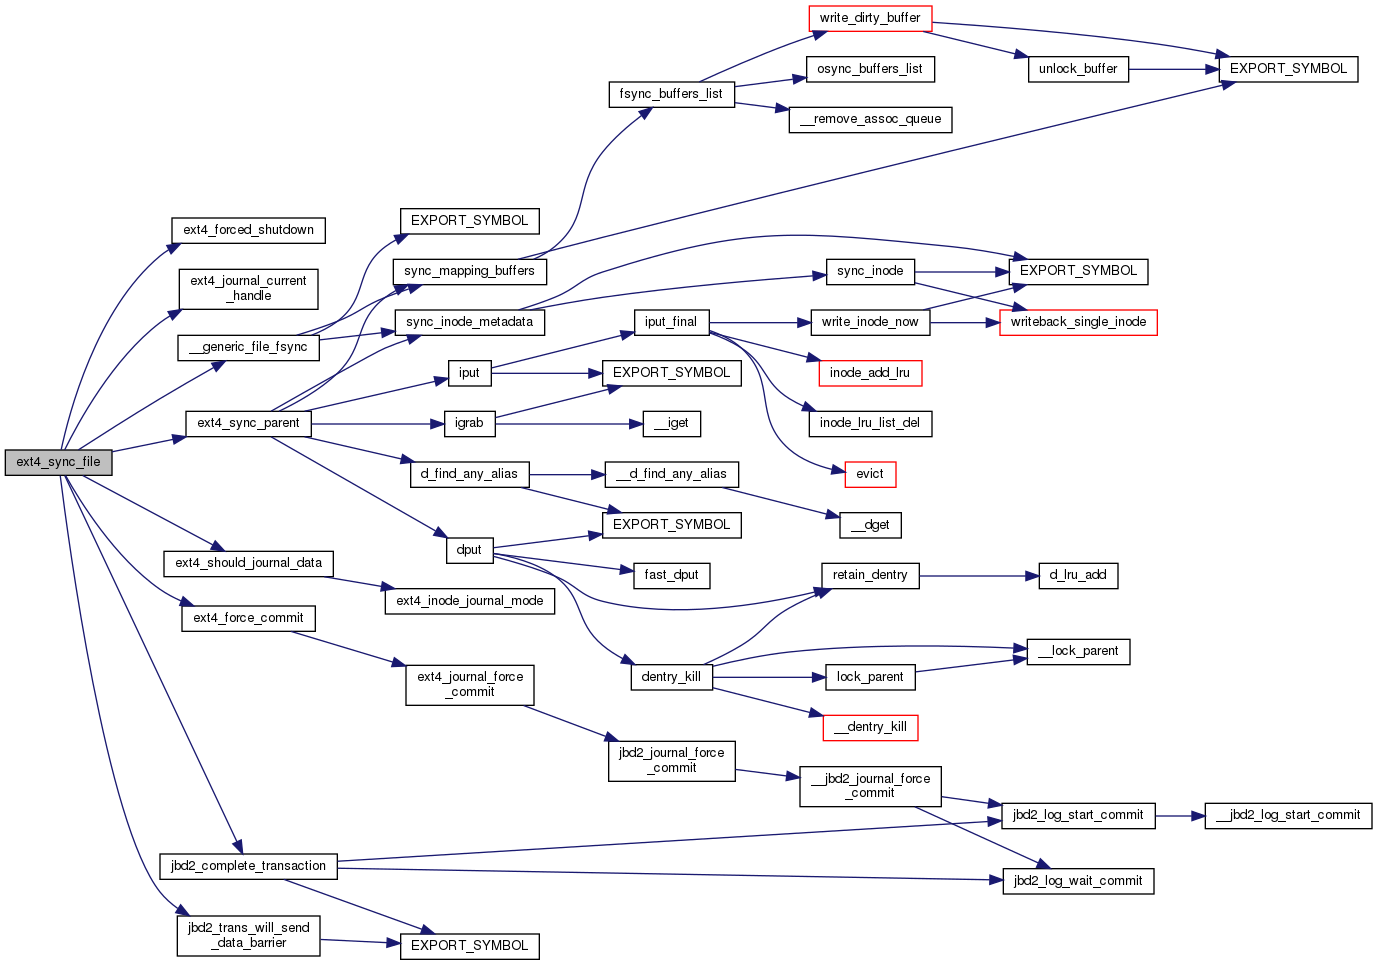 write_dirty_buffer
osync_buffers_list
unlock_buffer
EXPORT_SYMBOL
fsync_buffers_list
__remove_assoc_queue
ext4_forced_shutdown
EXPORT_SYMBOL
ext4_journal_current
_handle
sync_mapping_buffers
sync_inode
EXPORT_SYMBOL
__generic_file_fsync
sync_inode_metadata
iput_final
write_inode_now
writeback_single_inode
iput
EXPORT_SYMBOL
inode_add_lru
ext4_sync_parent
igrab
__iget
inode_lru_list_del
ext4_sync_file
d_find_any_alias
__d_find_any_alias
evict
EXPORT_SYMBOL
__dget
ext4_should_journal_data
dput
fast_dput
retain_dentry
d_lru_add
ext4_inode_journal_mode
ext4_force_commit
__lock_parent
ext4_journal_force
_commit
dentry_kill
lock_parent
__dentry_kill
jbd2_journal_force
_commit
__jbd2_journal_force
_commit
jbd2_log_start_commit
__jbd2_log_start_commit
jbd2_complete_transaction
jbd2_log_wait_commit
jbd2_trans_will_send
_data_barrier
EXPORT_SYMBOL